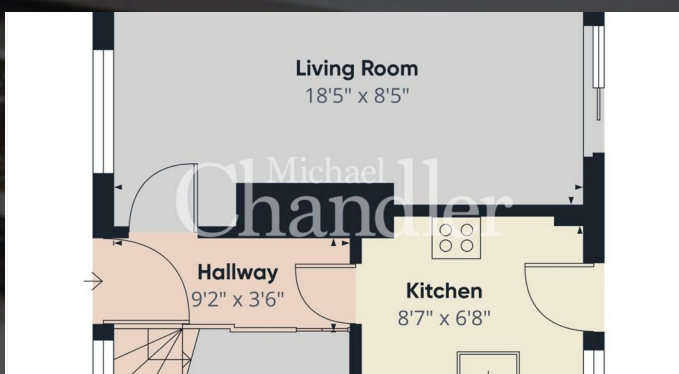 Living Room
18'5" x 8'5"
Michael
Chandler
Hallway
9'2" x 3'6"
Kitchen
8'7" x 6'8"